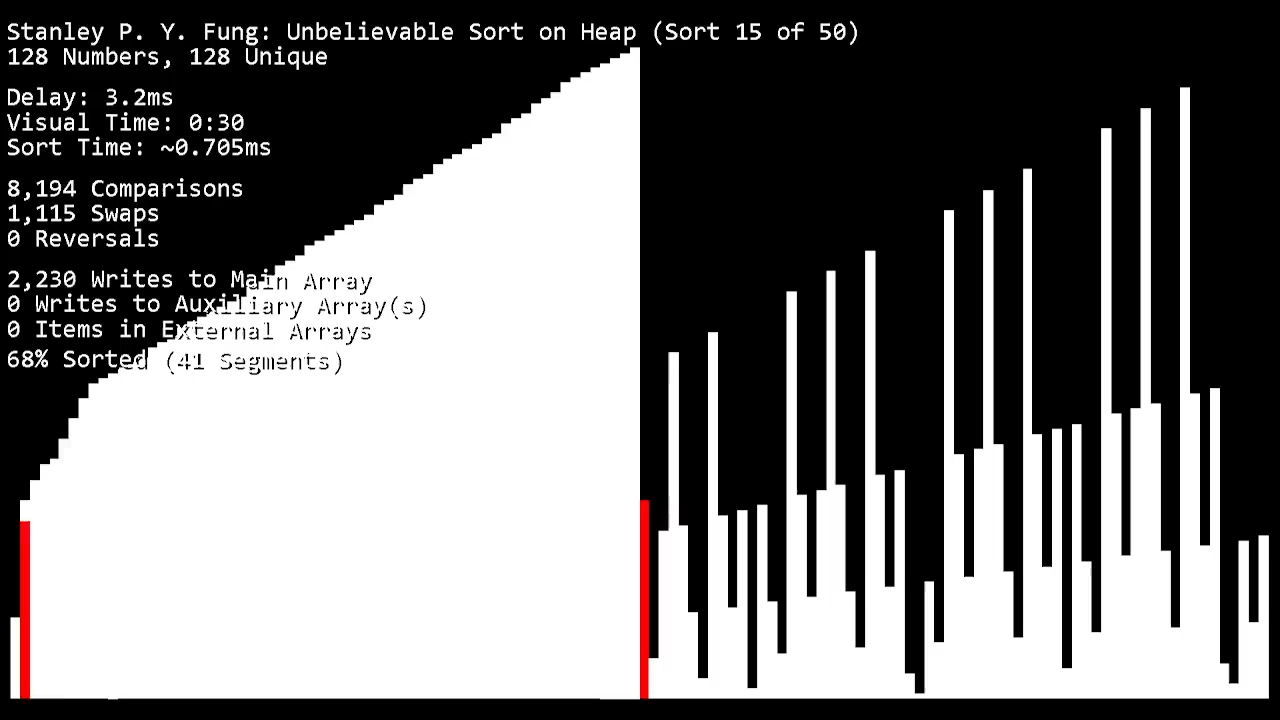 Stanley P. Y. Fung: Unbelievable Sort on Heap (Sort 15 of 50)
128 Numbers, 128 Unique
Delay: 3.2ms
Visual Time: 0:30
Sort Time: ~0.705ms
8,194 Comparisons
1,115 Swaps
0 Reversals
2,230 Writes to Main Array
0 Writes to Auxiliary Array(s)
0 Items in External Arrays
68% Sorted (41 Segments)